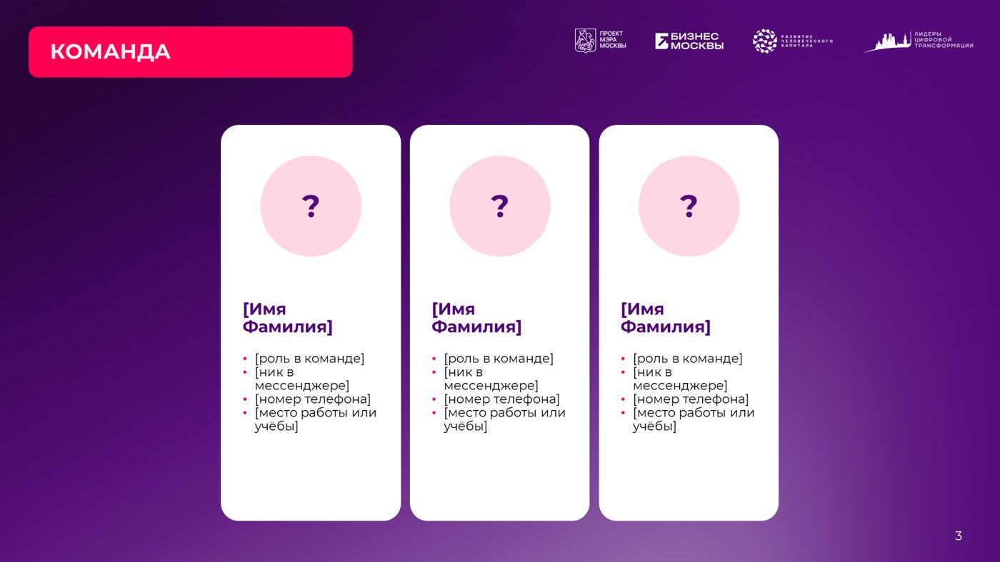 КОМАНДА
ПРОЕКТ
МЭРА
МОСКВЫ
БИЗНЕС
МОСКВЫ
РАЗВИТИЕ
ЧЕЛОВЕЧЕСКОГО
КАПИТАЛА
ЛИДЕРЫ
ЦИФРОВОЙ
ТРАНСФОРМАЦИИ
?
[Имя
Фамилия]
• [роль в команде]
• [ник в
мессенджере]
• [номер телефона]
• [место работы или
учёбы]
?
[Имя
Фамилия]
• [роль в команде]
• [ник в
мессенджере]
• [номер телефона]
• [место работы или
учёбы]
?
[Имя
Фамилия]
• [роль в команде]
• [ник в
мессенджере]
• [номер телефона]
• [место работы или
учёбы]
3